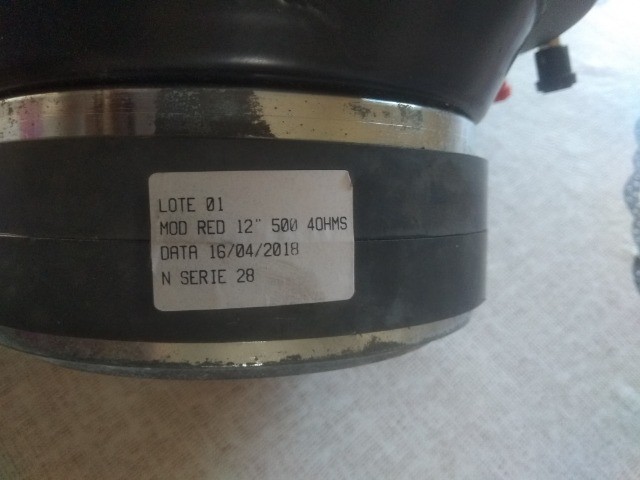 LOTE 01
MOD RED 12" 500 4OHMS
DATA 16/04/2018
N SERIE 28